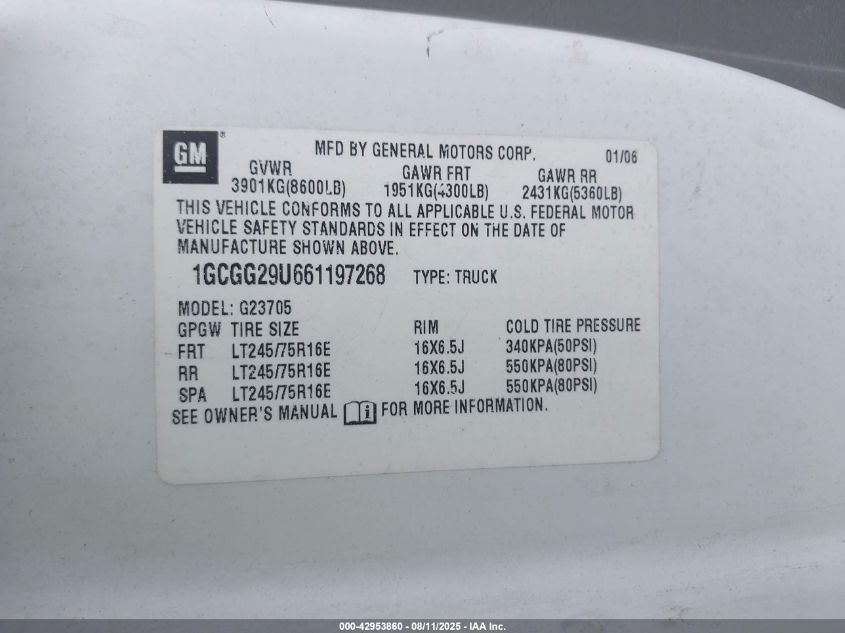 GM ®
MFD BY GENERAL MOTORS CORP. 01/06
GVWR GAWR FRT GAWR RR
3901KG(8600LB) 1951KG(4300LB) 2431KG(5360LB)
THIS VEHICLE CONFORMS TO ALL APPLICABLE U.S. FEDERAL MOTOR
VEHICLE SAFETY STANDARDS IN EFFECT ON THE DATE OF
MANUFACTURE SHOWN ABOVE.
1GCGG29U661197268 TYPE: TRUCK
MODEL: G23705
GPGW TIRE SIZE RIM COLD TIRE PRESSURE
FRT LT245/75R16E 16X6.5J 340KPA(50PSI)
RR LT245/75R16E 16X6.5J 550KPA(80PSI)
SPA LT245/75R16E 16X6.5J 550KPA(80PSI)
SEE OWNER'S MANUAL i FOR MORE INFORMATION.
000-42953860 - 08/11/2025 - IAA Inc.